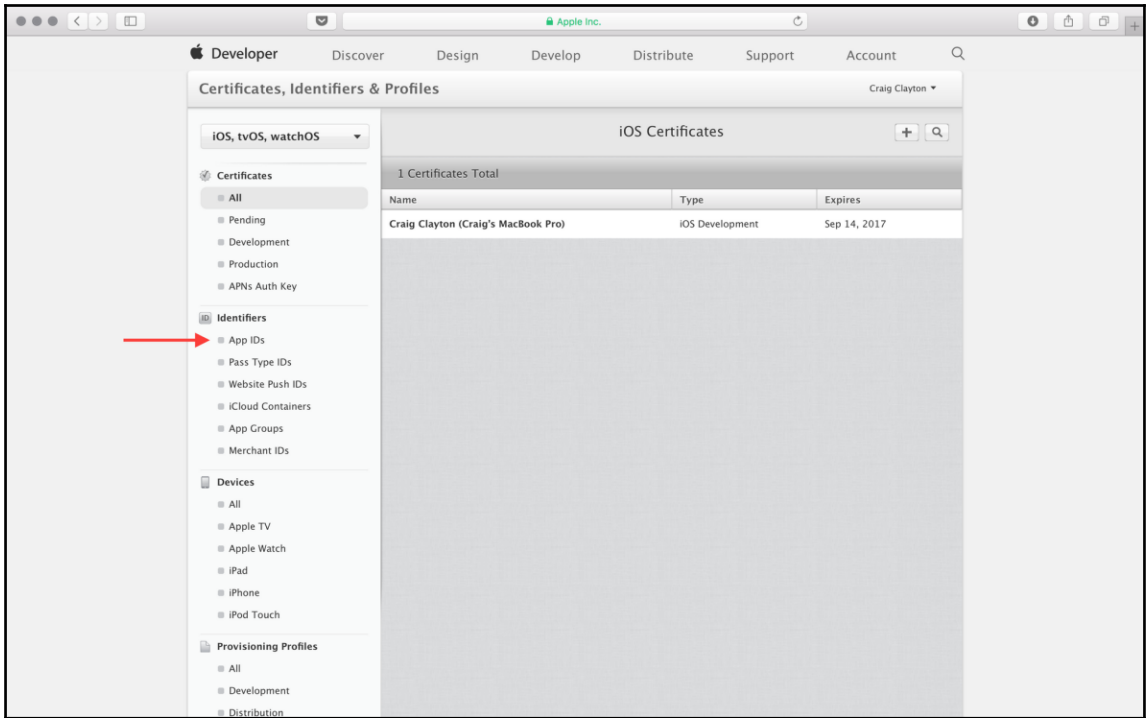 Apple Inc.
Developer Discover Design Develop Distribute Support Account
Certificates, Identifiers & Profiles Craig Clayton
iOS, tvOS, watchOS
Certificates
All
Pending
Development
Production
APNs Auth Key
ID Identifiers
App IDs
Pass Type IDs
Website Push IDs
iCloud Containers
App Groups
Merchant IDs
Devices
All
Apple TV
Apple Watch
iPad
iPhone
iPod Touch
Provisioning Profiles
All
Development
Distribution
iOS Certificates
1 Certificates Total
Name Type Expires
Craig Clayton (Craig's MacBook Pro) iOS Development Sep 14, 2017